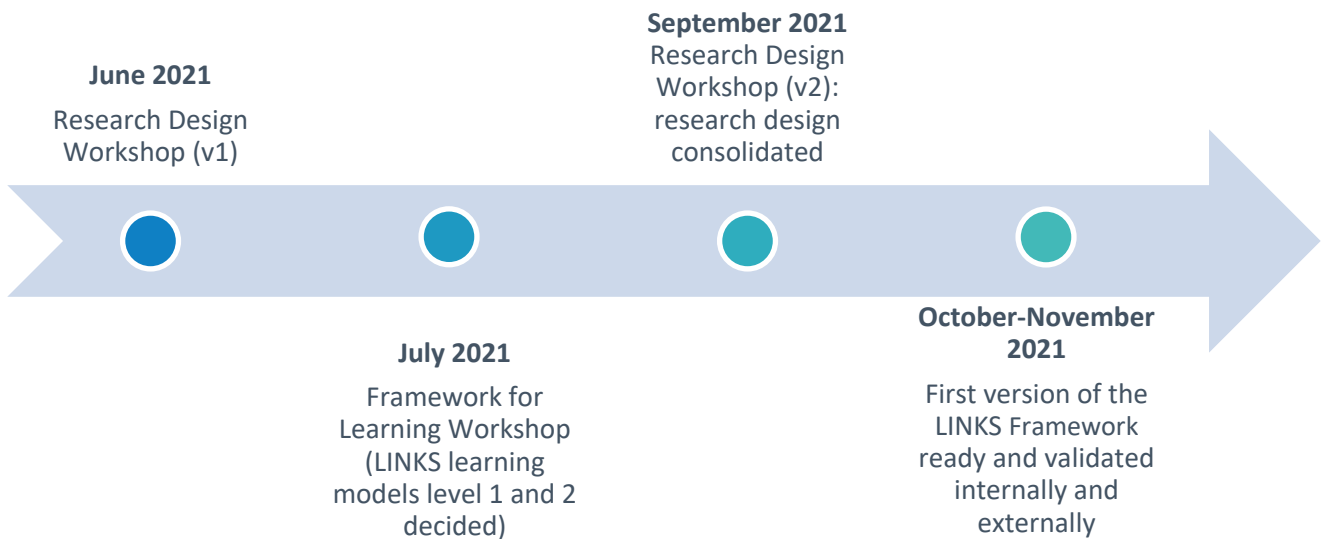 June 2021
Research Design
Workshop (v1)
July 2021
Framework for
Learning Workshop
(LINKS learning
models level 1 and 2
decided)
September 2021
Research Design
Workshop (v2):
research design
consolidated
October-November
2021
First version of the
LINKS Framework
ready and validated
internally and
externally